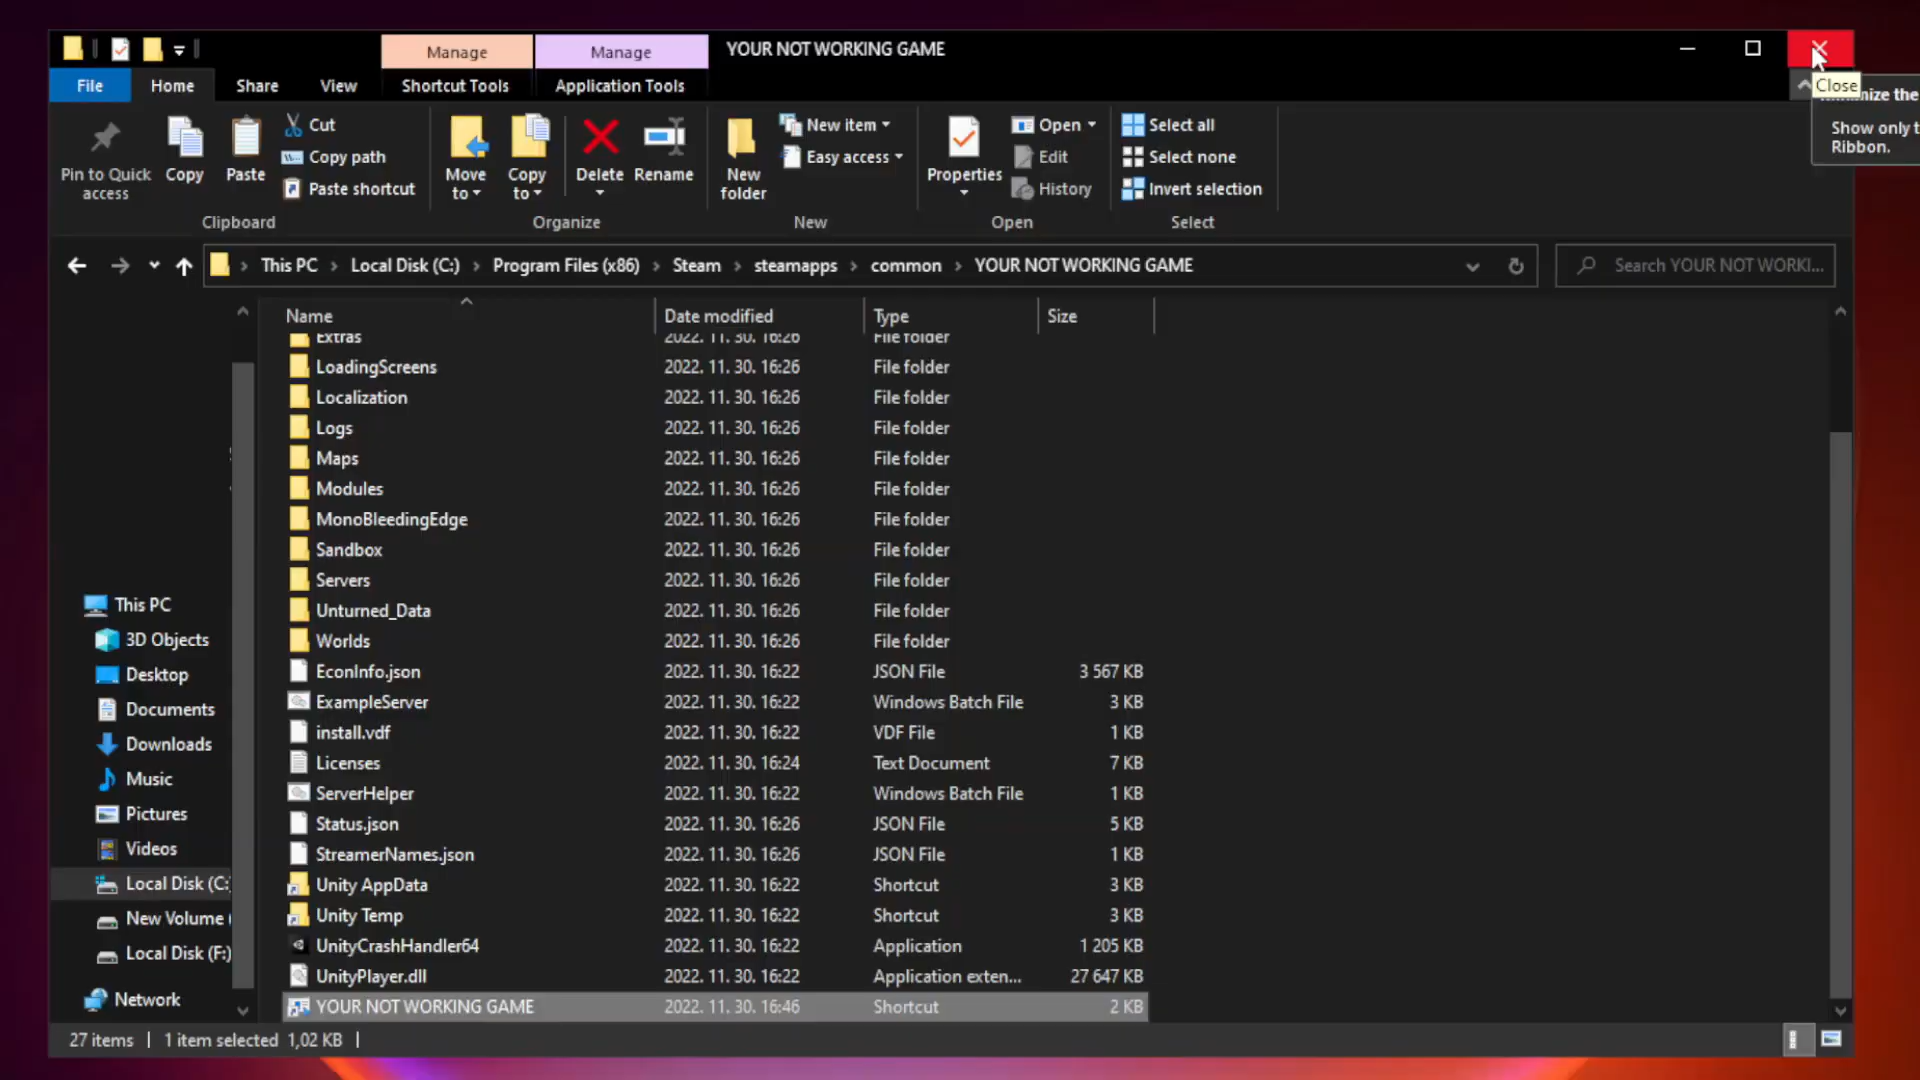 Manage
Manage
YOUR NOT WORKING GAME
Close
File
Home
Share
View
Shortcut Tools
Application Tools
Show only t
Ribbon.
Pin to Quick access
Copy
Paste
Cut
Copy path
Paste shortcut
Clipboard
Move to
Copy to
Delete
Rename
Organize
New folder
New item
Easy access
New
Properties
Open
Edit
History
Open
Select all
Select none
Invert selection
Select
This PC > Local Disk (C:) > Program Files (x86) > Steam > steamapps > common > YOUR NOT WORKING GAME
Search YOUR NOT WORKI...
Name Date modified Type Size
Extras 2022. 11. 30. 16:26 File folder
LoadingScreens 2022. 11. 30. 16:26 File folder
Localization 2022. 11. 30. 16:26 File folder
Logs 2022. 11. 30. 16:26 File folder
Maps 2022. 11. 30. 16:26 File folder
Modules 2022. 11. 30. 16:26 File folder
MonoBleedingEdge 2022. 11. 30. 16:26 File folder
Sandbox 2022. 11. 30. 16:26 File folder
Servers 2022. 11. 30. 16:26 File folder
Unturned_Data 2022. 11. 30. 16:26 File folder
Worlds 2022. 11. 30. 16:26 File folder
EconInfo.json 2022. 11. 30. 16:22 JSON File 3 567 KB
ExampleServer 2022. 11. 30. 16:22 Windows Batch File 3 KB
install.vdf 2022. 11. 30. 16:22 VDF File 1 KB
Licenses 2022. 11. 30. 16:24 Text Document 7 KB
ServerHelper 2022. 11. 30. 16:22 Windows Batch File 1 KB
Status.json 2022. 11. 30. 16:26 JSON File 5 KB
StreamerNames.json 2022. 11. 30. 16:26 JSON File 1 KB
Unity AppData 2022. 11. 30. 16:22 Shortcut 3 KB
Unity Temp 2022. 11. 30. 16:22 Shortcut 3 KB
UnityCrashHandler64 2022. 11. 30. 16:22 Application 1 205 KB
UnityPlayer.dll 2022. 11. 30. 16:22 Application exten... 27 647 KB
YOUR NOT WORKING GAME 2022. 11. 30. 16:46 Shortcut 2 KB
This PC
3D Objects
Desktop
Documents
Downloads
Music
Pictures
Videos
Local Disk (C:
New Volume (
Local Disk (F:)
Network
27 items
1 item selected 1,02 KB